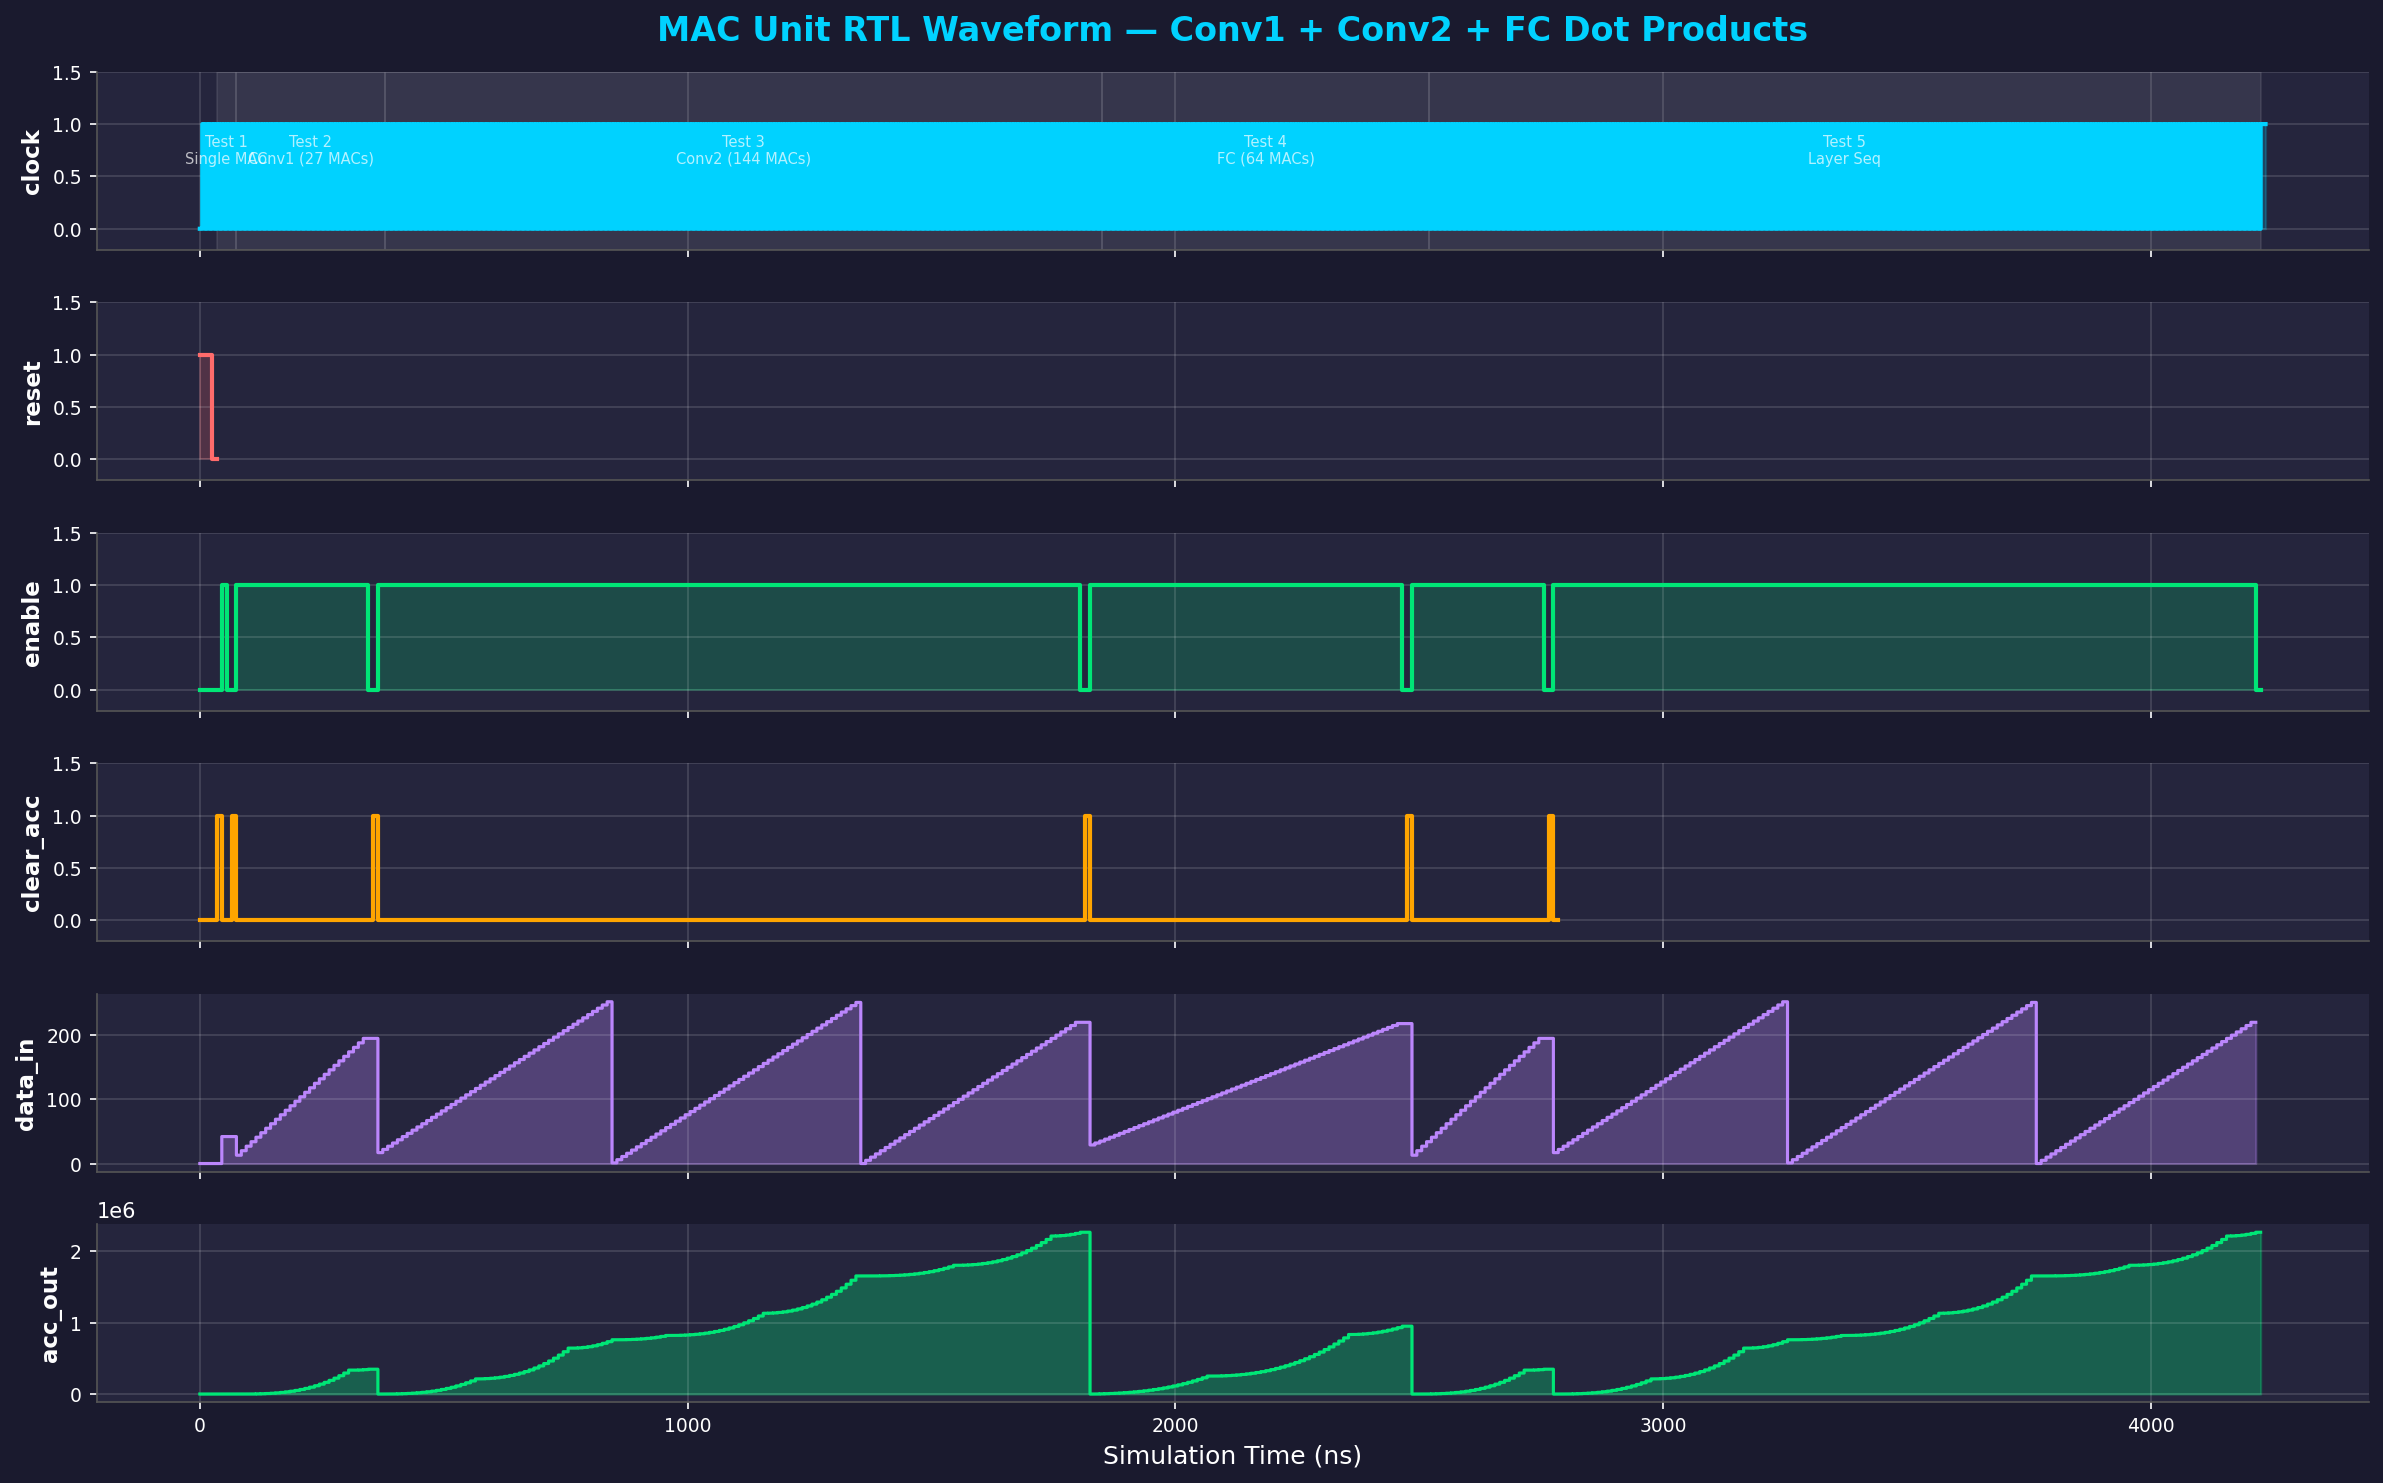 MAC Unit RTL Waveform — Conv1 + Conv2 + FC Dot Products
clock
1.5
1.0
0.5
0.0
Test 1
Single MAC
Test 2
Conv1 (27 MACs)
Test 3
Conv2 (144 MACs)
Test 4
FC (64 MACs)
Test 5
Layer Seq
reset
1.5
1.0
0.5
0.0
enable
1.5
1.0
0.5
0.0
clear_acc
1.5
1.0
0.5
0.0
data_in
200
100
0
1e6
acc_out
2
1
0
0 1000 2000 3000 4000
Simulation Time (ns)